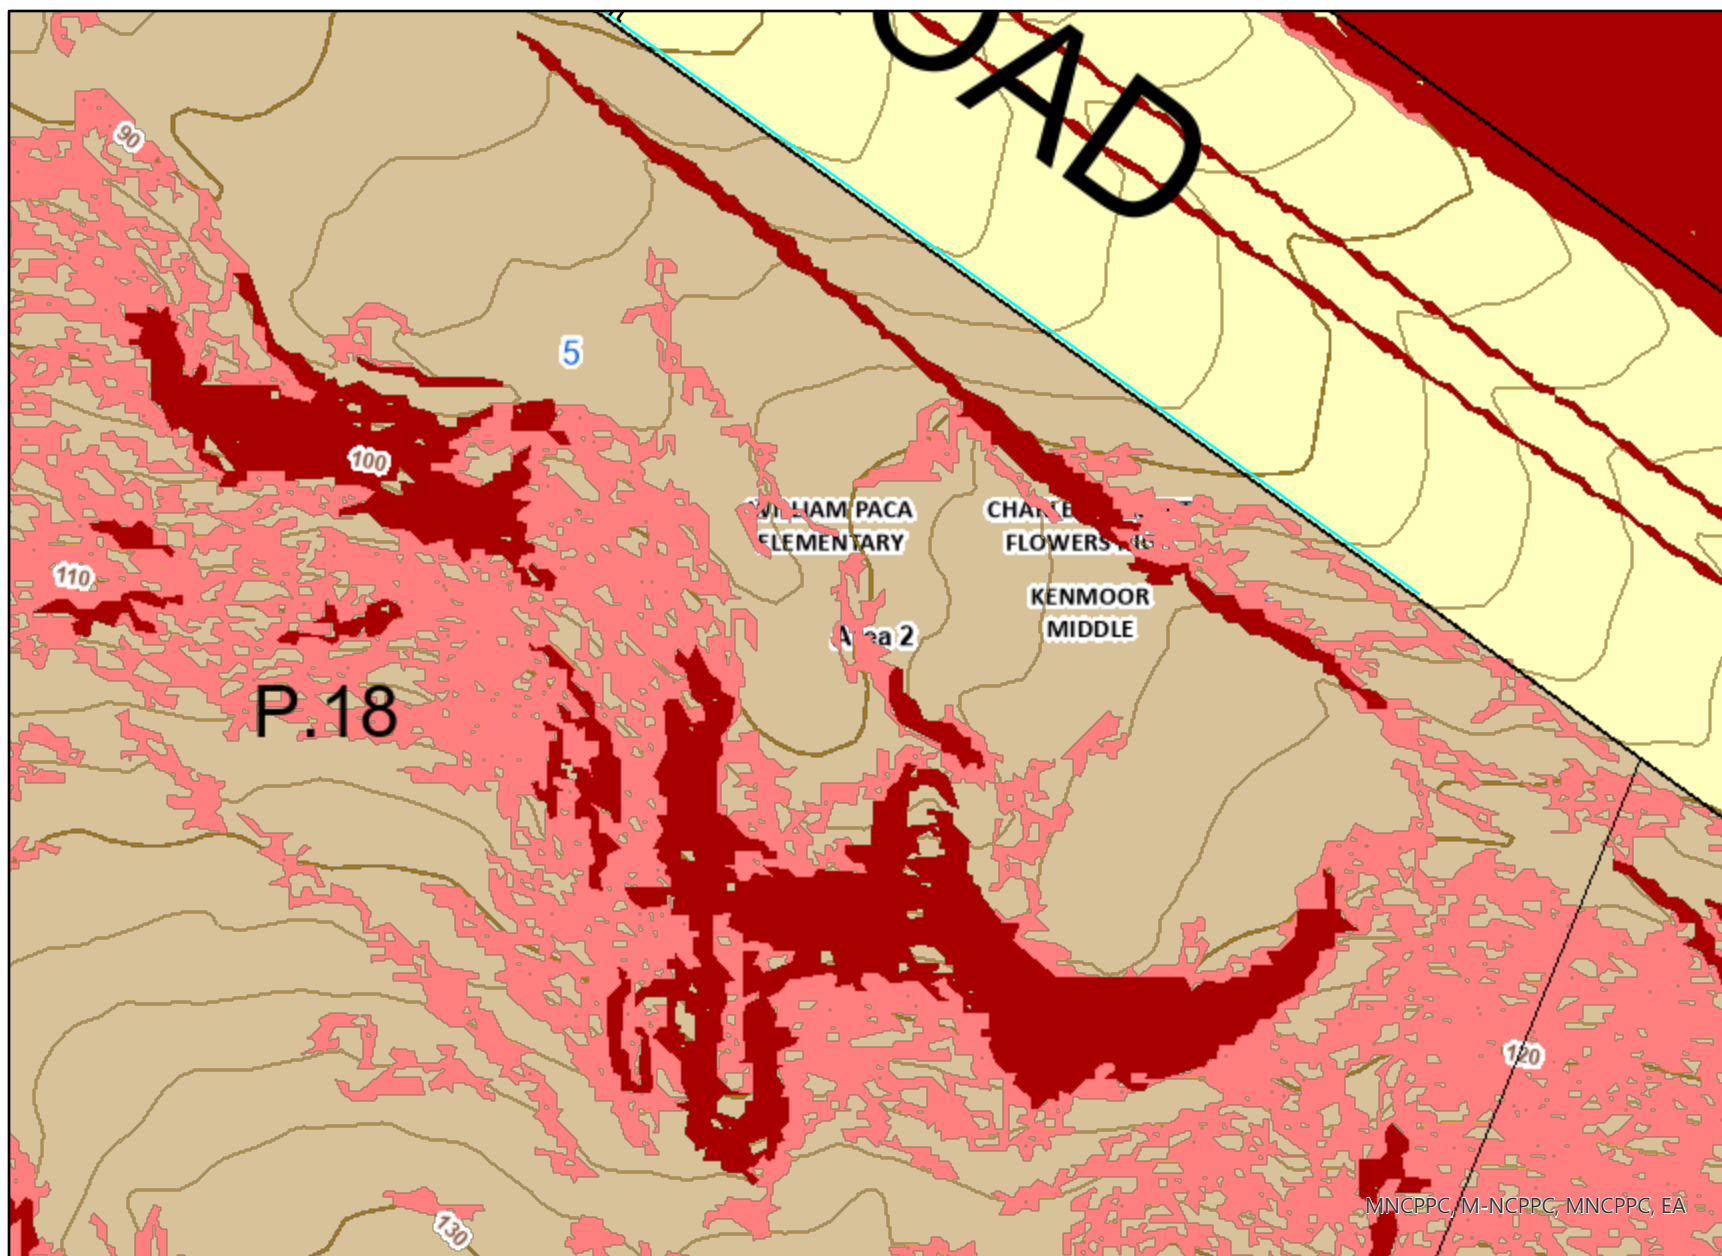 OAD
90
5
100
WILLIAM PACA
ELEMENTARY
FLOWERS
110
KENMOOR
MIDDLE
Area 2
P.18
120
MNCPPC, M-NCPPC, MNCPPC, EA
130